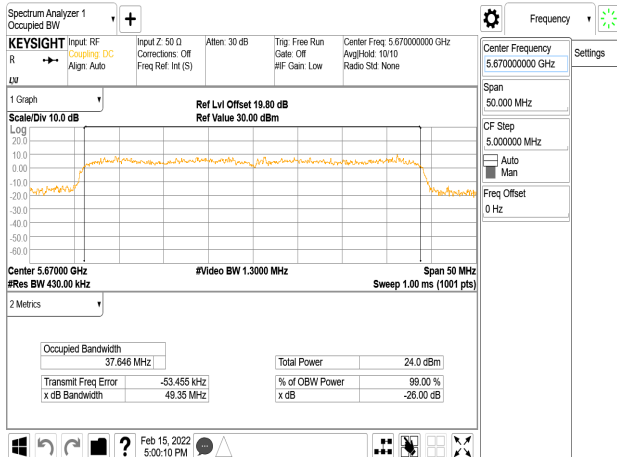 Spectrum Analyzer 1
Occupied BW
Frequency
KEYSIGHT
R
LXI
Input: RF
Coupling: DC
Align: Auto
Input Z: 50 Ω
Corrections: Off
Freq Ref: Int (S)
Atten: 30 dB
Trig: Free Run
Gate: Off
#IF Gain: Low
Center Freq: 5.670000000 GHz
Avg|Hold: 10/10
Radio Std: None
Center Frequency
5.670000000 GHz
Settings
Span
50.000 MHz
CF Step
5.000000 MHz
Auto
Man
Freq Offset
0 Hz
1 Graph
Ref Lvl Offset 19.80 dB
Scale/Div 10.0 dB
Ref Value 30.00 dBm
Log
20.0
10.0
0.00
-10.0
-20.0
-30.0
-40.0
-50.0
-60.0
Center 5.67000 GHz
#Video BW 1.3000 MHz
Span 50 MHz
#Res BW 430.00 kHz
Sweep 1.00 ms (1001 pts)
2 Metrics
Occupied Bandwidth
37.646 MHz
Total Power 24.0 dBm
Transmit Freq Error -53.455 kHz
% of OBW Power 99.00 %
x dB Bandwidth 49.35 MHz
x dB -26.00 dB
?
Feb 15, 2022
5:00:10 PM